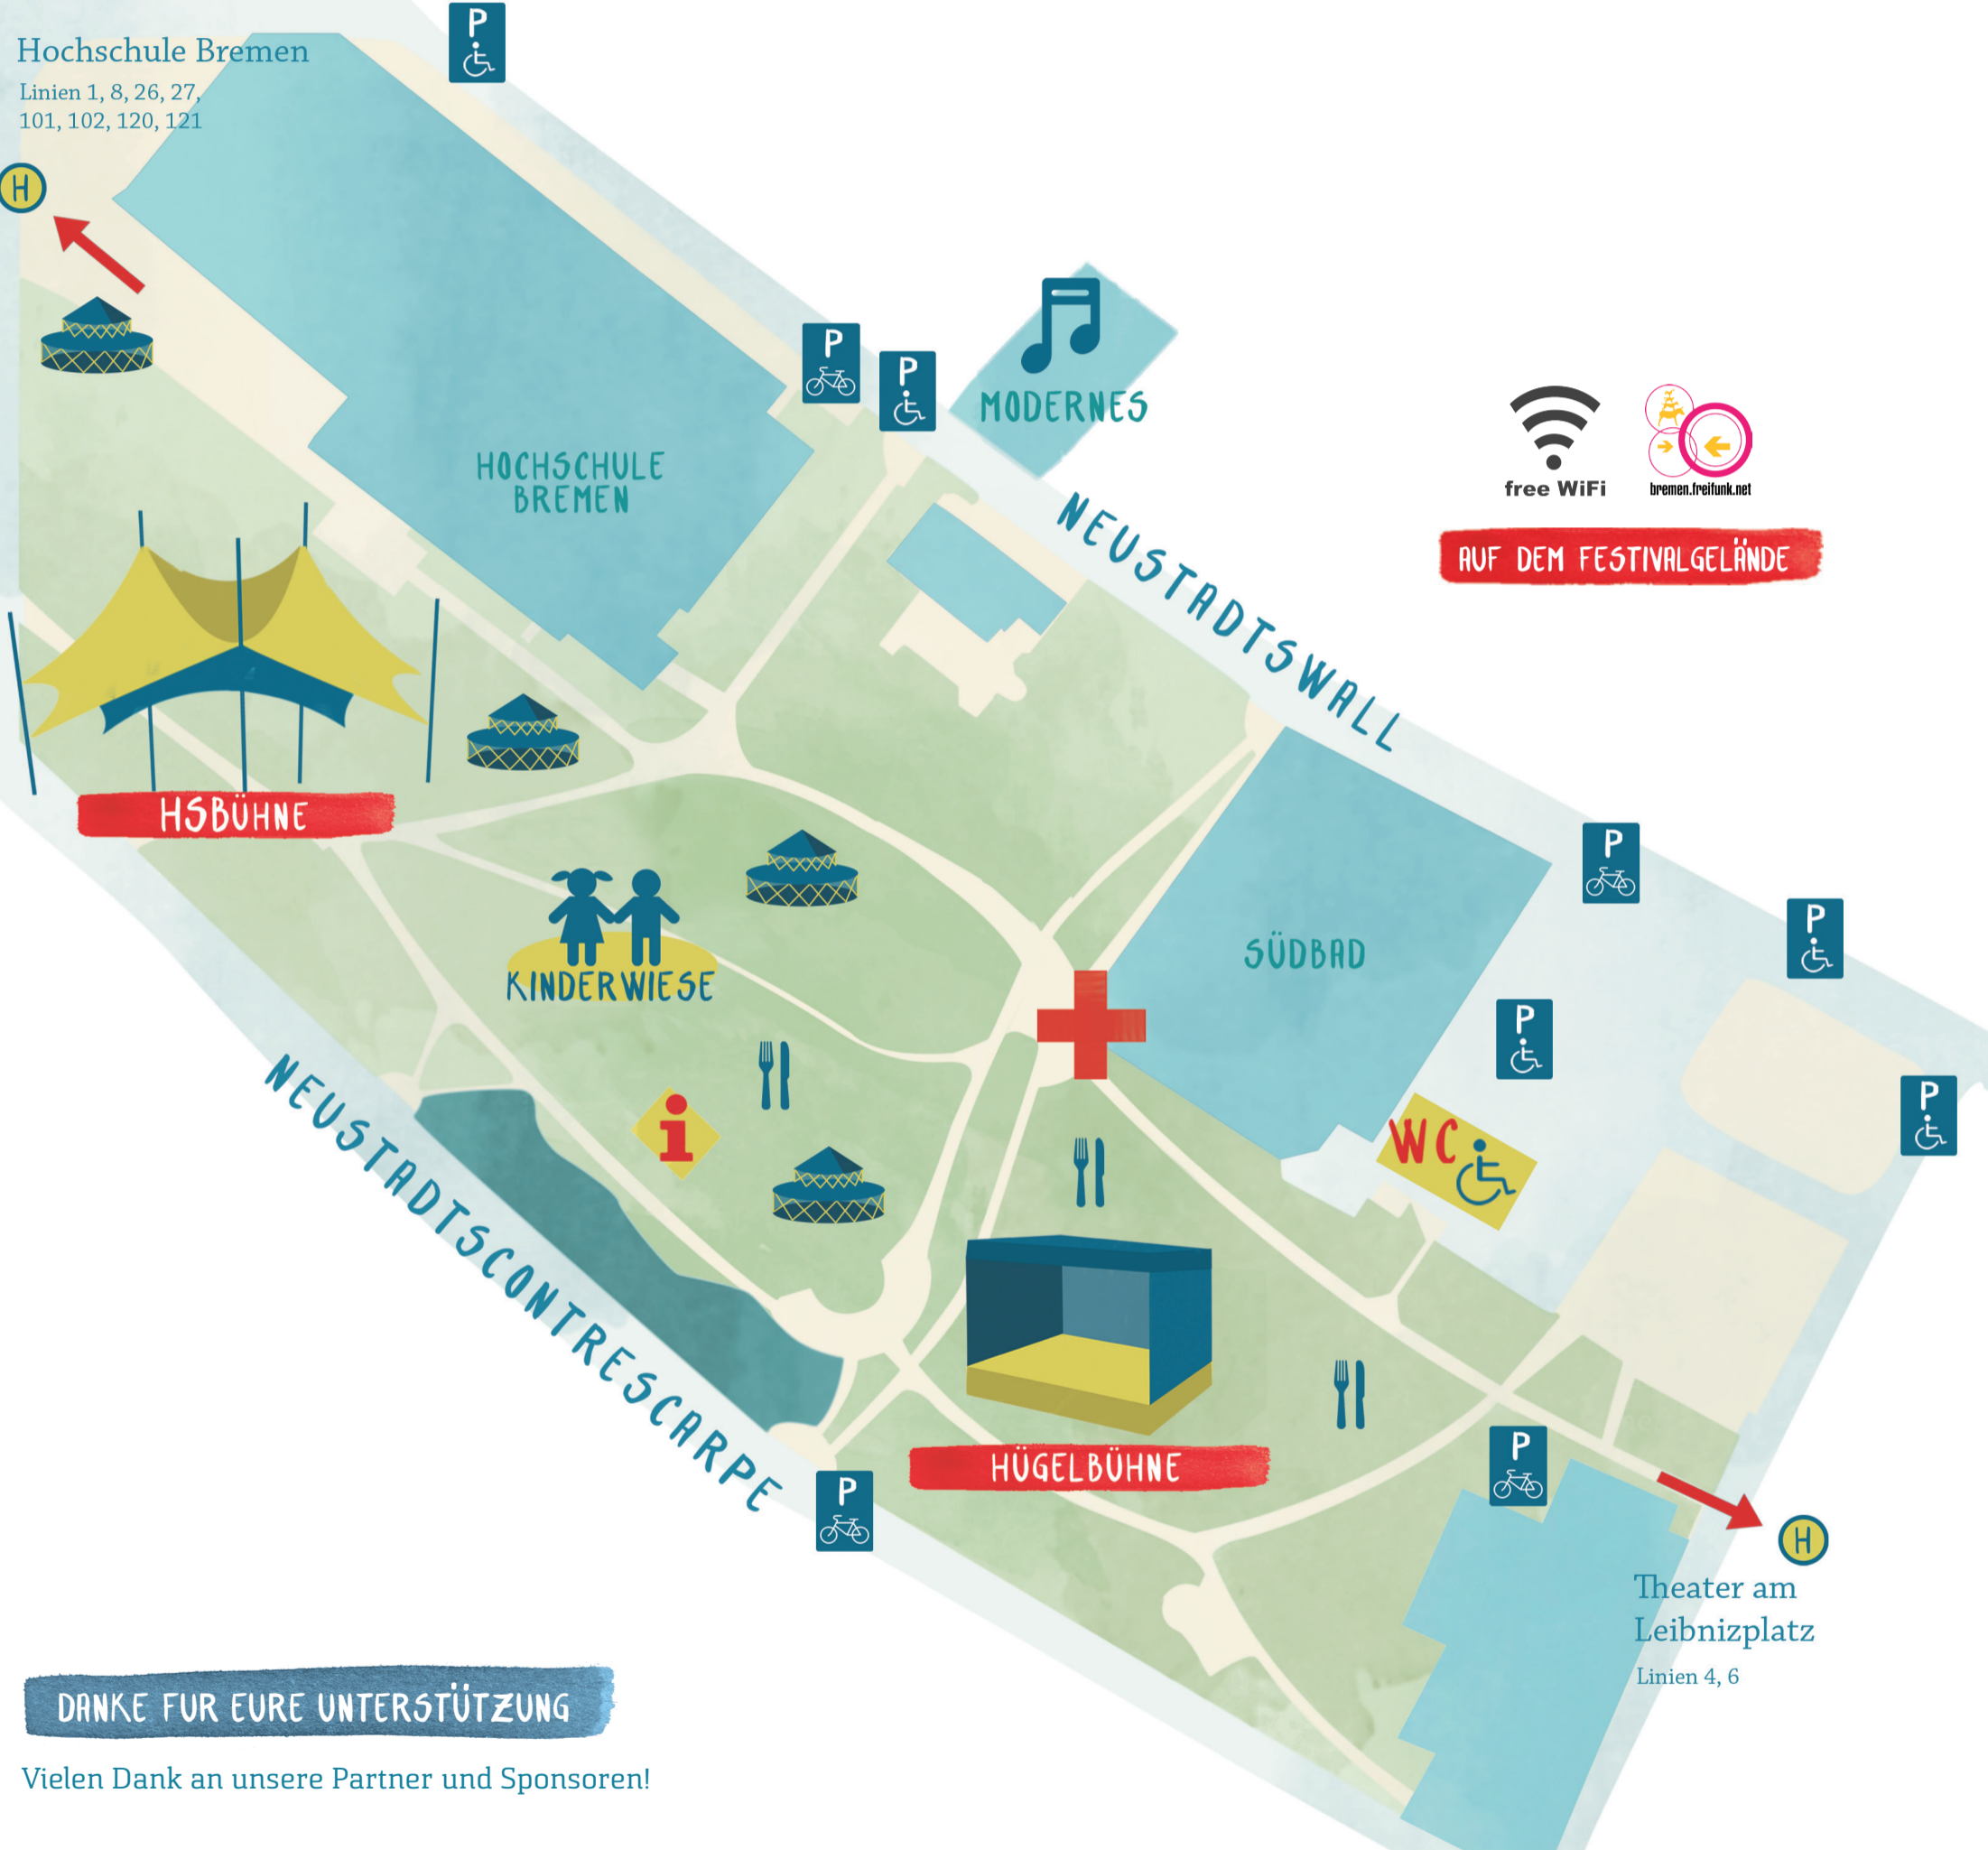 Hochschule Bremen
Linien 1, 8, 26, 27,
101, 102, 120, 121
H
P
P
P
MODERNES
HOCHSCHULE
BREMEN
free WiFi
bremen.freifunk.net
AUF DEM FESTIVALGELÄNDE
NEUSTADTSWALL
HSBÜHNE
P
P
SÜDBAD
KINDERWIESE
P
P
i
WC
NEUSTADTSCONTRESCARPE
HÜGELBÜHNE
P
P
H
Theater am
Leibnizplatz
Linien 4, 6
DANKE FUR EURE UNTERSTÜTZUNG
Vielen Dank an unsere Partner und Sponsoren!